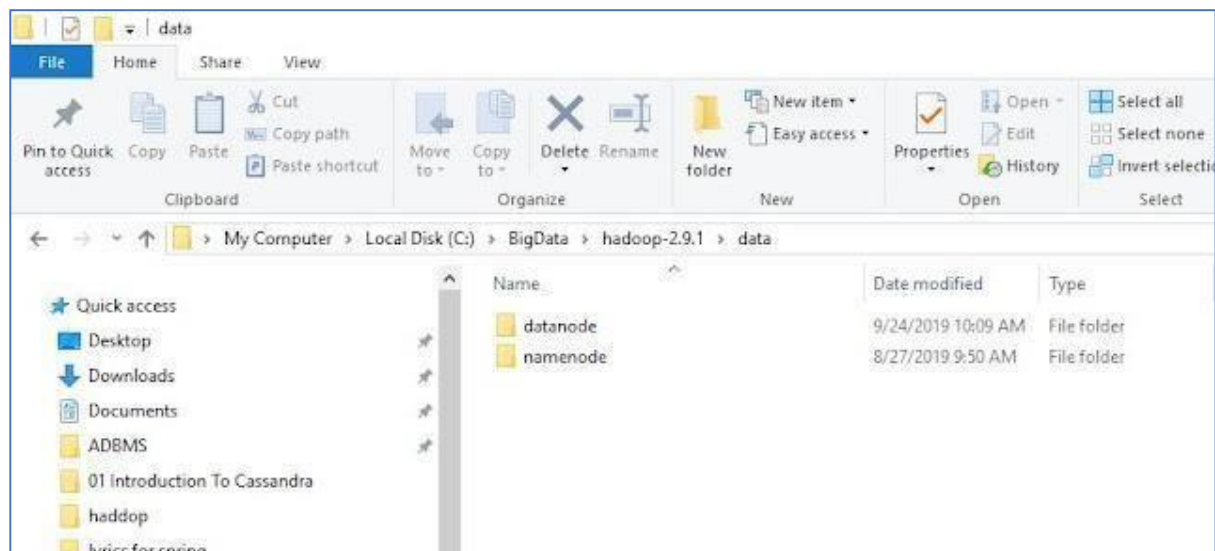 data
File Home Share View
Pin to Quick access
Copy
Paste
Cut
Copy path
Paste shortcut
Clipboard
Move to
Copy to
Delete
Rename
Organize
New folder
New item
Easy access
New
Properties
Open
Edit
History
Open
Select all
Select none
Invert selectio
Select
My Computer > Local Disk (C:) > BigData > hadoop-2.9.1 > data
Name Date modified Type
datanode 9/24/2019 10:09 AM File folder
namenode 8/27/2019 9:50 AM File folder
Quick access
Desktop
Downloads
Documents
ADBMS
01 Introduction To Cassandra
haddop
lyrics for spring